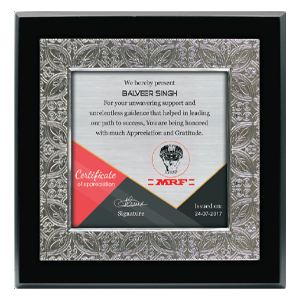 We hereby present
BALVEER SINGH
For your unwavering support and
unrelentless guidence that helped in leading
our path to success, You are being honored
with much Appreciation and Gratitude.
MRF
Certificate
of appreciation
Signature
Issued on:
24-07-2017